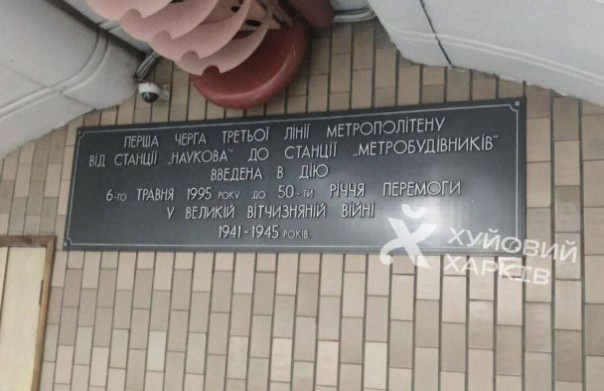 ПЕРША ЧЕРГА ТРЕТЬОЇ ЛІНІЇ МЕТРОПОЛІТЕНУ
ВІД СТАНЦІЇ „НАУКОВА" ДО СТАНЦІЇ „МЕТРОБУДІВНИКІВ"
ВВЕДЕНА В ДІЮ
6-го ТРАВНЯ 1995 РОКУ ДО 50-ТИ РІЧЧЯ ПЕРЕМОГИ
У ВЕЛИКІЙ ВІТЧИЗНЯНІЙ ВІЙНІ
1941-1945 РОКІВ.
ХУЙОВИЙ
ХАРКІВ